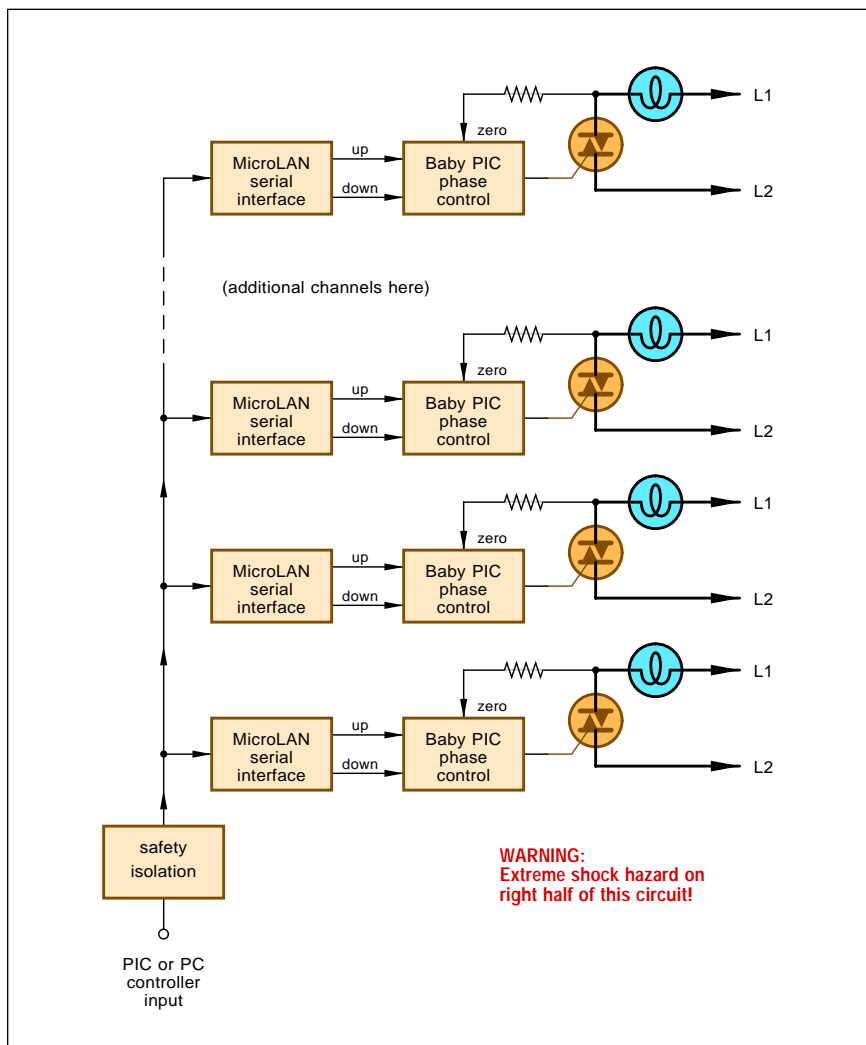 L1
zero
up
MicroLAN
serial
interface
down
Baby PIC
phase
control
L2
(additional channels here)
L1
zero
up
MicroLAN
serial
interface
down
Baby PIC
phase
control
L2
L1
zero
up
MicroLAN
serial
interface
down
Baby PIC
phase
control
L2
L1
zero
up
MicroLAN
serial
interface
down
Baby PIC
phase
control
L2
safety
isolation
WARNING:
Extreme shock hazard on
right half of this circuit!
PIC or PC
controller
input